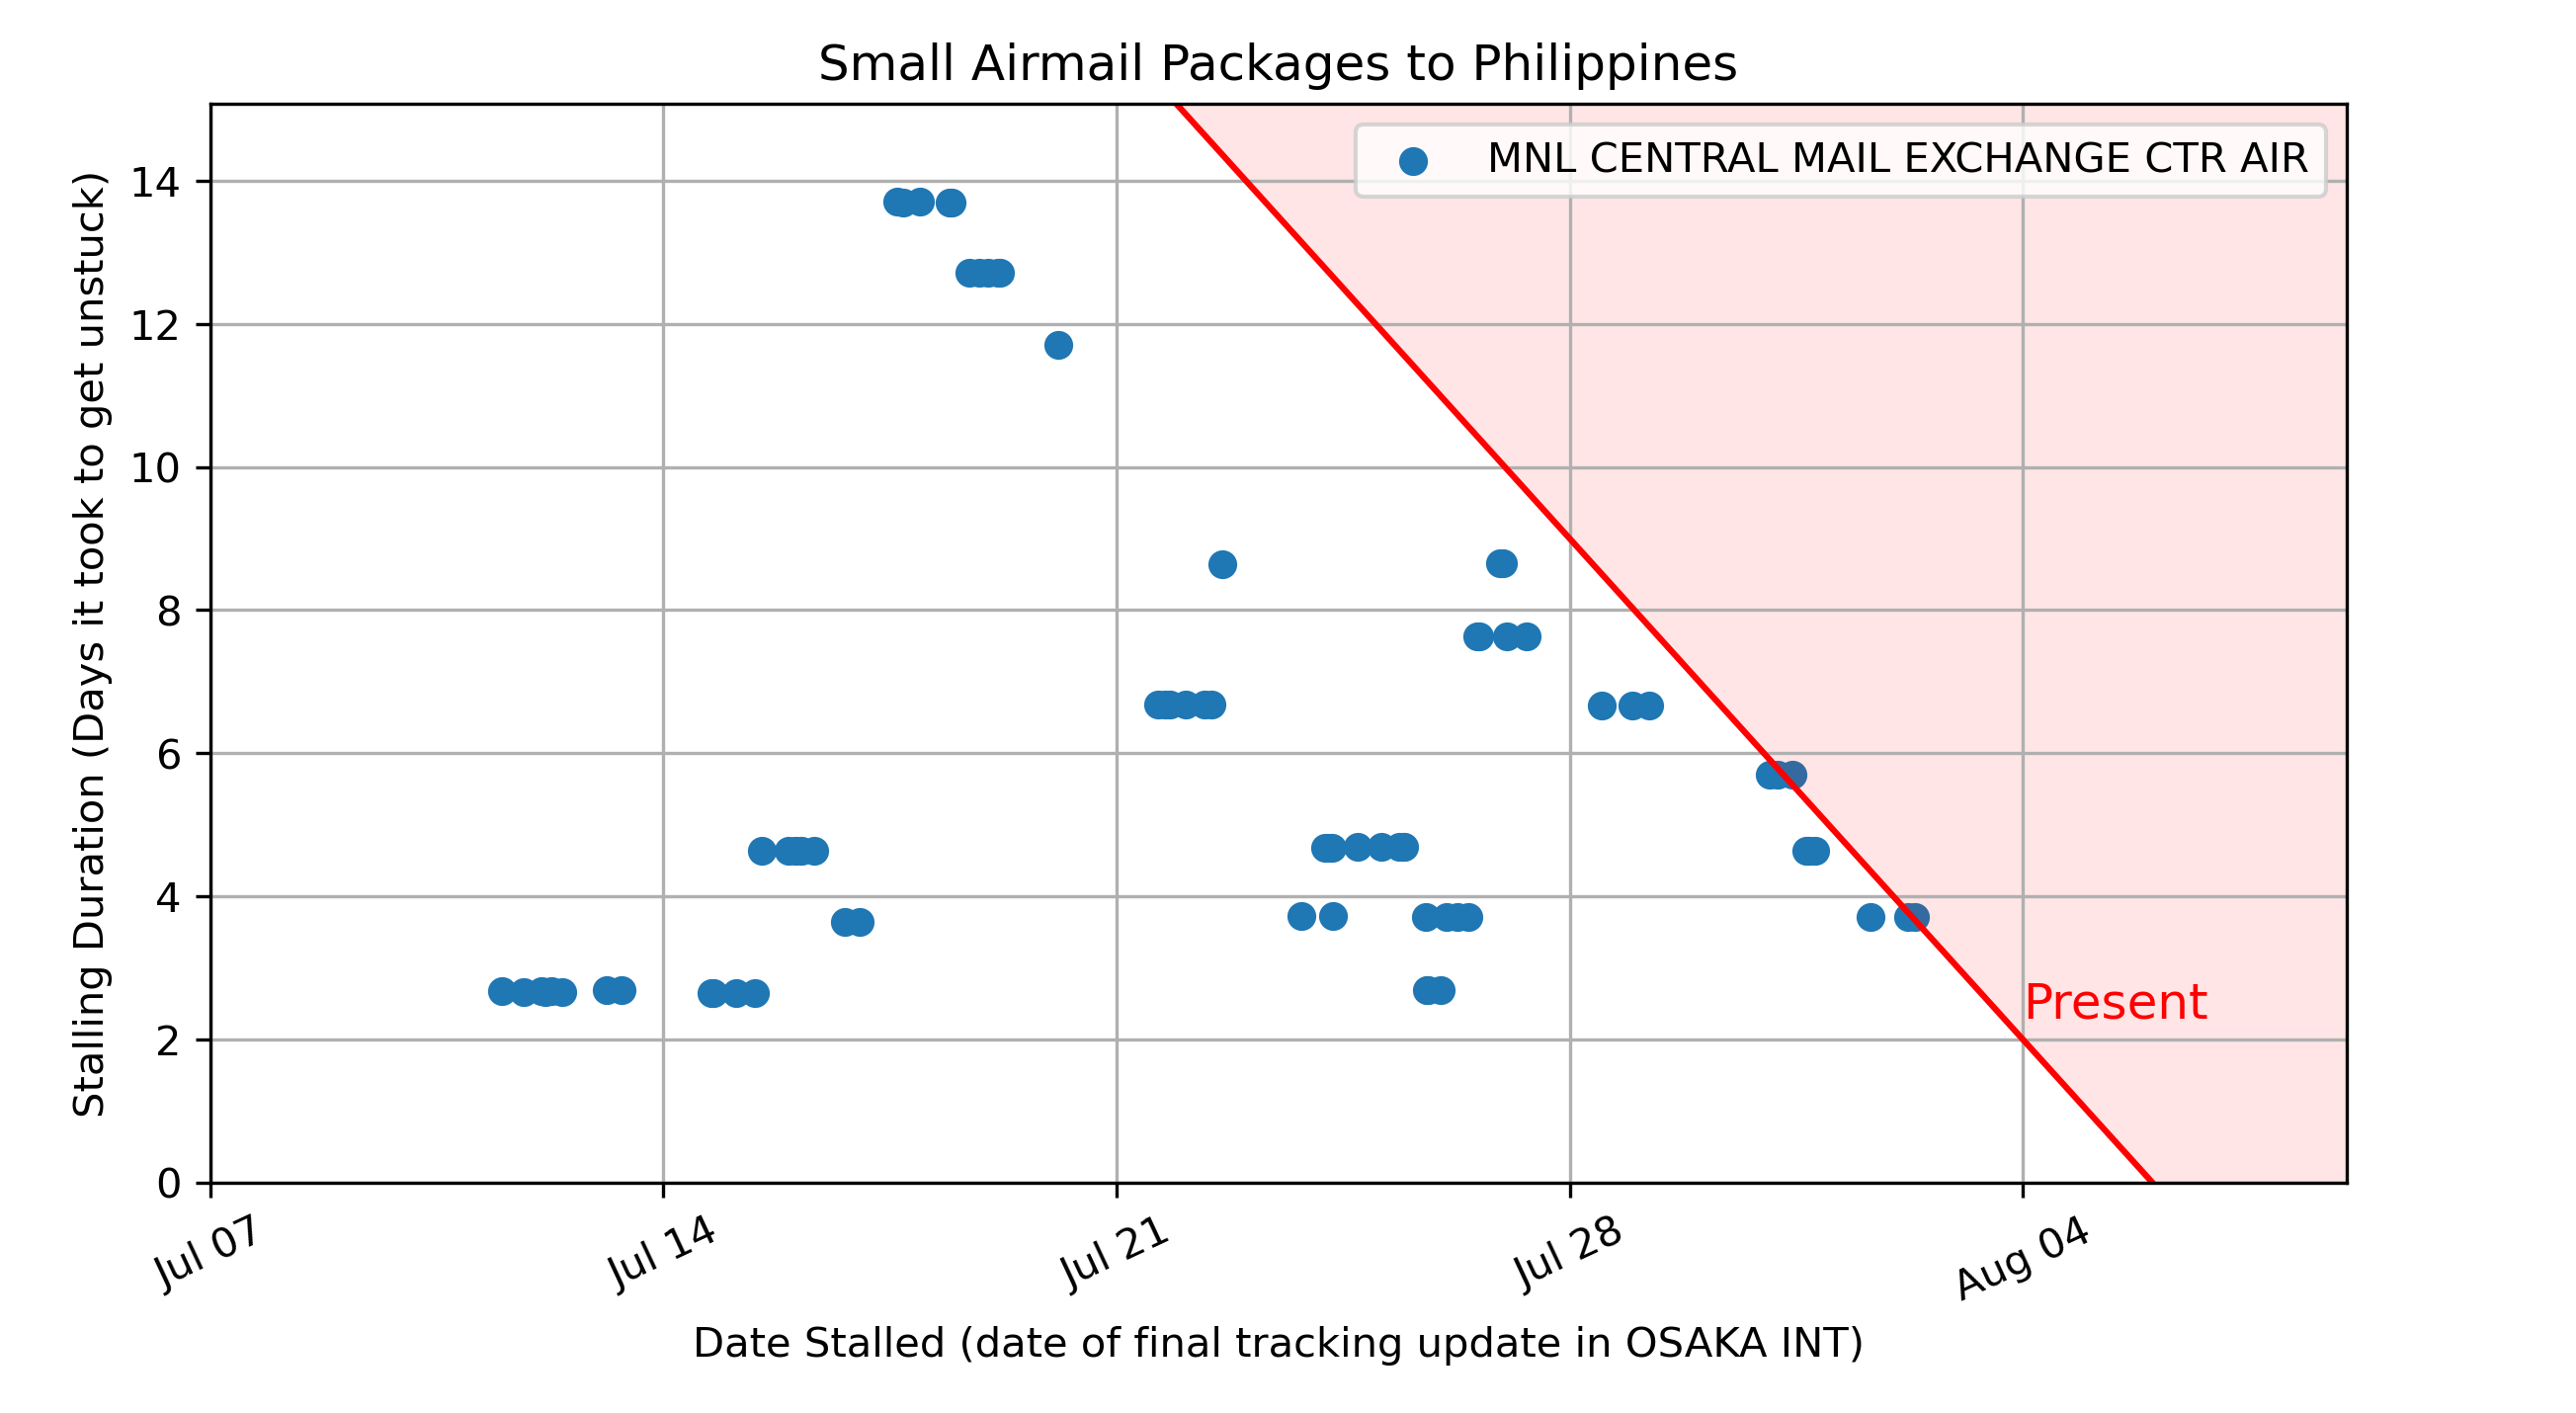 Small Airmail Packages to Philippines
MNL CENTRAL MAIL EXCHANGE CTR AIR
Stalling Duration (Days it took to get unstuck)
14
12
10
8
6
4
2
0
Present
Jul 07
Jul 14
Jul 21
Jul 28
Aug 04
Date Stalled (date of final tracking update in OSAKA INT)